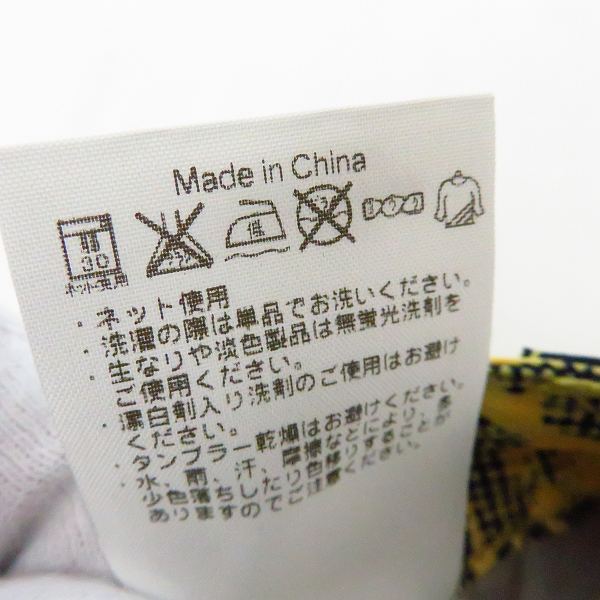 Made in China
弱
30
ネット使用
低
・ネット使用
・洗濯の際は単品でお洗いください。
・生なりや淡色製品は無蛍光洗剤を
ご使用ください。
・漂白剤入り洗剤のご使用はお避け
ください。
・タンブラー乾燥はお避けください。
・水、雨、汗、摩擦などにより、多
少色落ちしたり色移りすることが
ありますのでご注意ください。